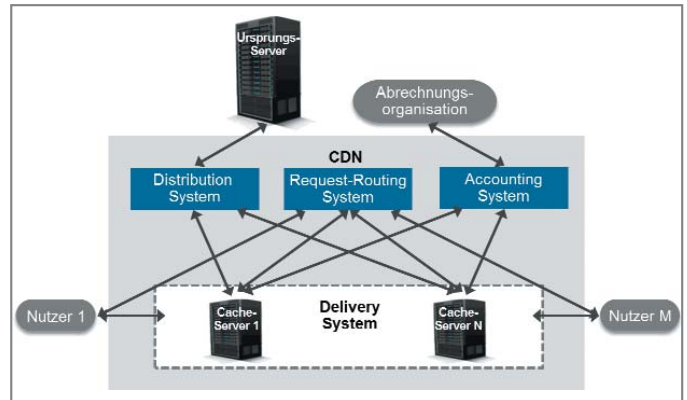 Ursprungs-
Server
Abrechnungs-
organisation
CDN
Distribution
System
Request-Routing
System
Accounting
System
Nutzer 1
Cache-
Server 1
Delivery
System
Cache-
Server N
Nutzer M